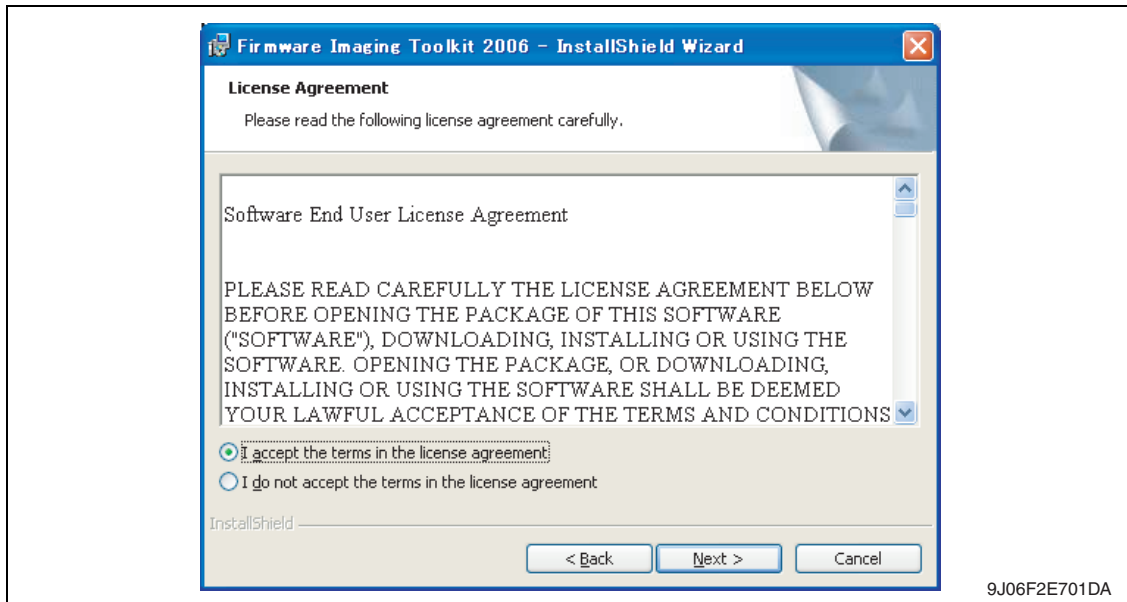 Firmware Imaging Toolkit 2006 - InstallShield Wizard
License Agreement
Please read the following license agreement carefully.
Software End User License Agreement
PLEASE READ CAREFULLY THE LICENSE AGREEMENT BELOW
BEFORE OPENING THE PACKAGE OF THIS SOFTWARE
("SOFTWARE"), DOWNLOADING, INSTALLING OR USING THE
SOFTWARE. OPENING THE PACKAGE, OR DOWNLOADING,
INSTALLING OR USING THE SOFTWARE SHALL BE DEEMED
YOUR LAWFUL ACCEPTANCE OF THE TERMS AND CONDITIONS
I accept the terms in the license agreement
I do not accept the terms in the license agreement
InstallShield
< Back
Next >
Cancel
9J06F2E701DA